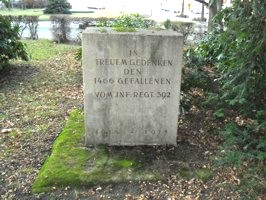 IN
TREUEM GEDENKEN
DEN
1466 GEFALLENEN
VOM INF. REGT. 392